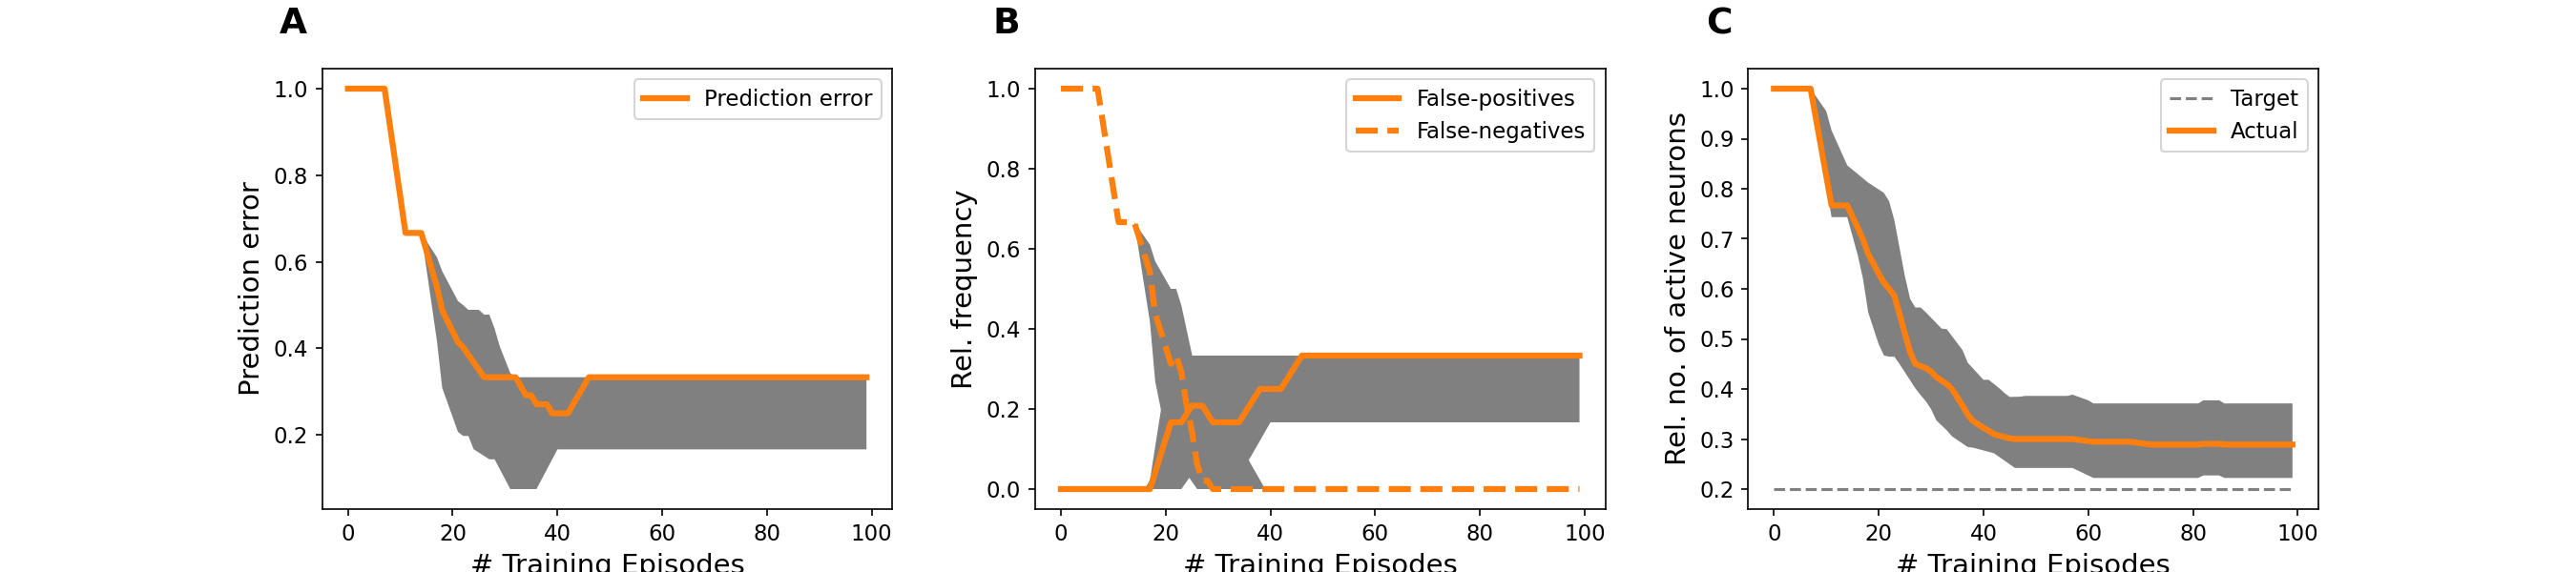 A
Prediction error
1.0
0.8
0.6
0.4
0.2
0 20 40 60 80 100
Prediction error
# Training Episodes
B
False-positives
False-negatives
1.0
0.8
0.6
0.4
0.2
0.0
0 20 40 60 80 100
Rel. frequency
# Training Episodes
C
Target
Actual
1.0
0.9
0.8
0.7
0.6
0.5
0.4
0.3
0.2
0 20 40 60 80 100
Rel. no. of active neurons
# Training Episodes